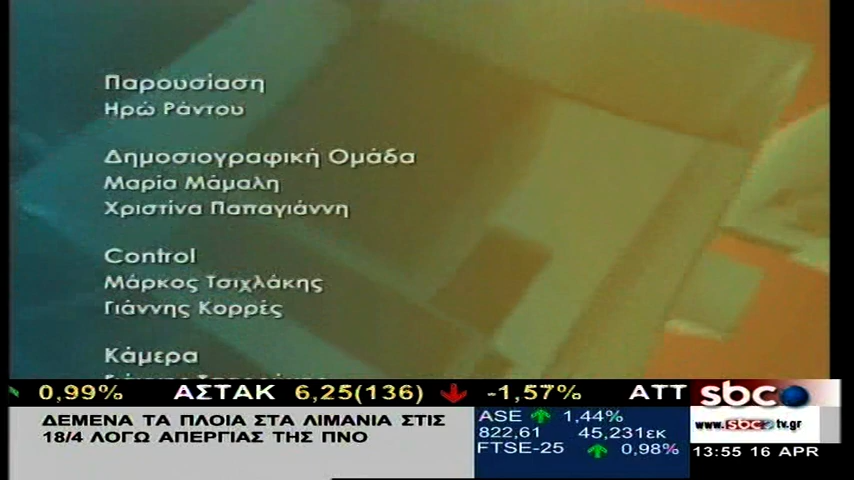 Παρουσίαση
Ηρώ Ράντου
Δημοσιογραφική Ομάδα
Μαρία Μάμαλη
Χριστίνα Παπαγιάννη
Control
Μάρκος Τσιχλάκης
Γιάννης Κορρές
Κάμερα
0,99% ΑΣΤΑΚ 6,25(136) -1,57% ΑΤΤ
sbc
ΔΕΜΕΝΑ ΤΑ ΠΛΟΙΑ ΣΤΑ ΛΙΜΑΝΙΑ ΣΤΙΣ
18/4 ΛΟΓΩ ΑΠΕΡΓΙΑΣ ΤΗΣ ΠΝΟ
ASE 1,44%
822,61 45,231εκ
FTSE-25 0,98%
www.sbctv.gr
13:55 16 APR